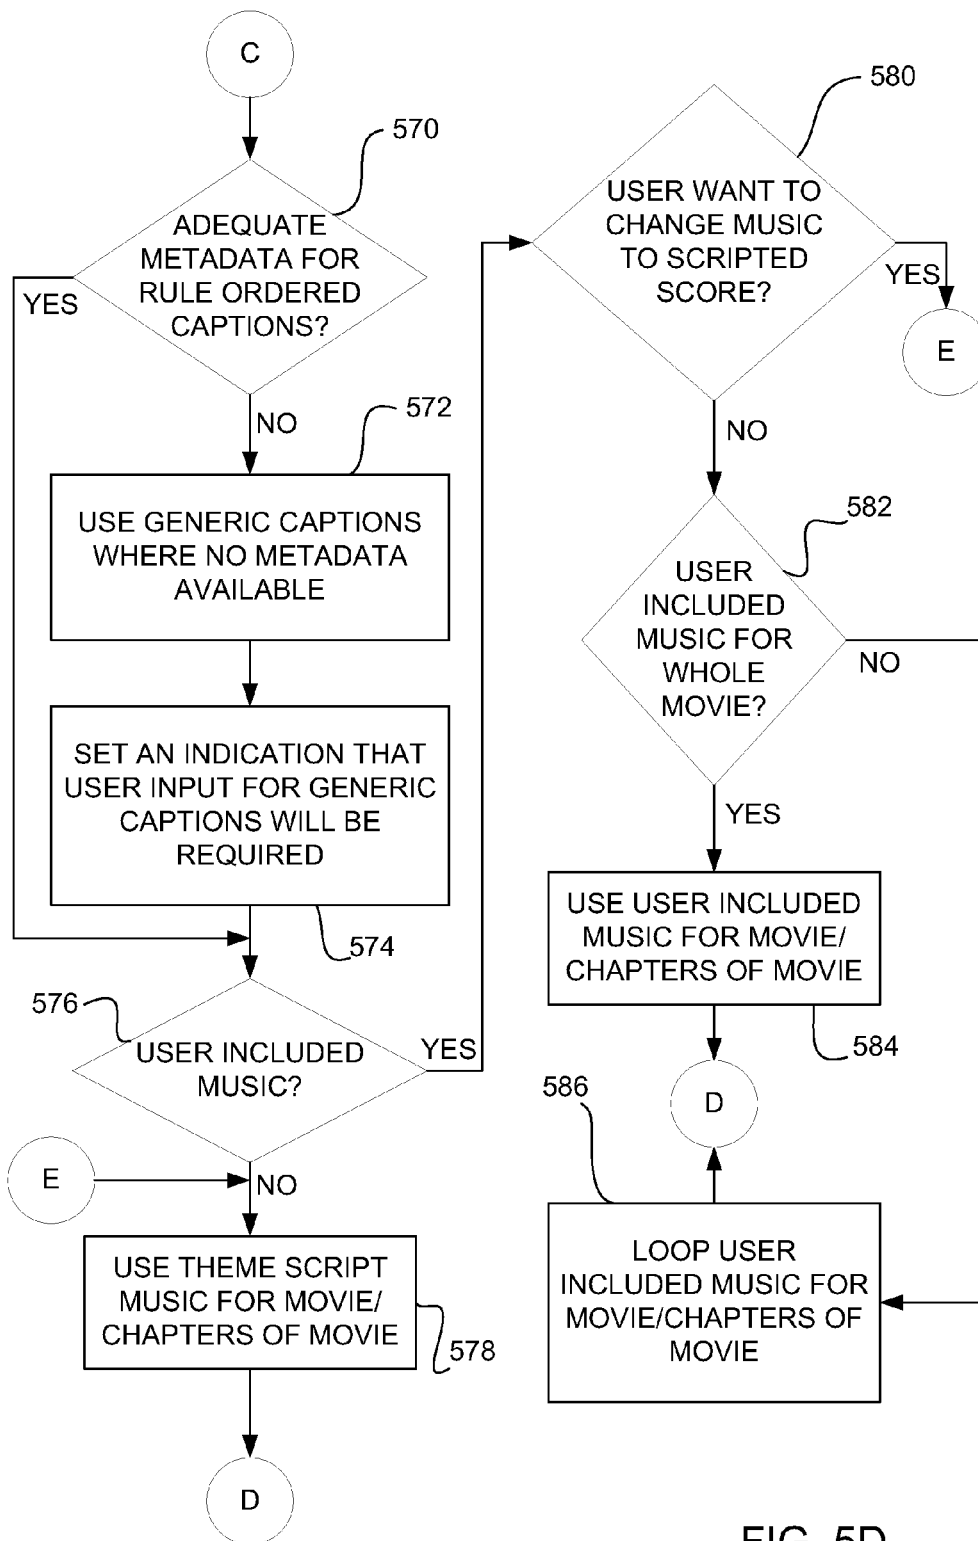 C
570
ADEQUATE
METADATA FOR
RULE ORDERED
CAPTIONS?
YES
NO
572
USE GENERIC CAPTIONS
WHERE NO METADATA
AVAILABLE
SET AN INDICATION THAT
USER INPUT FOR GENERIC
CAPTIONS WILL BE
REQUIRED
574
576
USER INCLUDED
MUSIC?
YES
E
NO
USE THEME SCRIPT
MUSIC FOR MOVIE/
CHAPTERS OF MOVIE
578
D
580
USER WANT TO
CHANGE MUSIC
TO SCRIPTED
SCORE?
YES
E
NO
582
USER
INCLUDED
MUSIC FOR
WHOLE
MOVIE?
NO
YES
USE USER INCLUDED
MUSIC FOR MOVIE/
CHAPTERS OF MOVIE
584
D
586
LOOP USER
INCLUDED MUSIC FOR
MOVIE/CHAPTERS OF
MOVIE
FIG. 5D